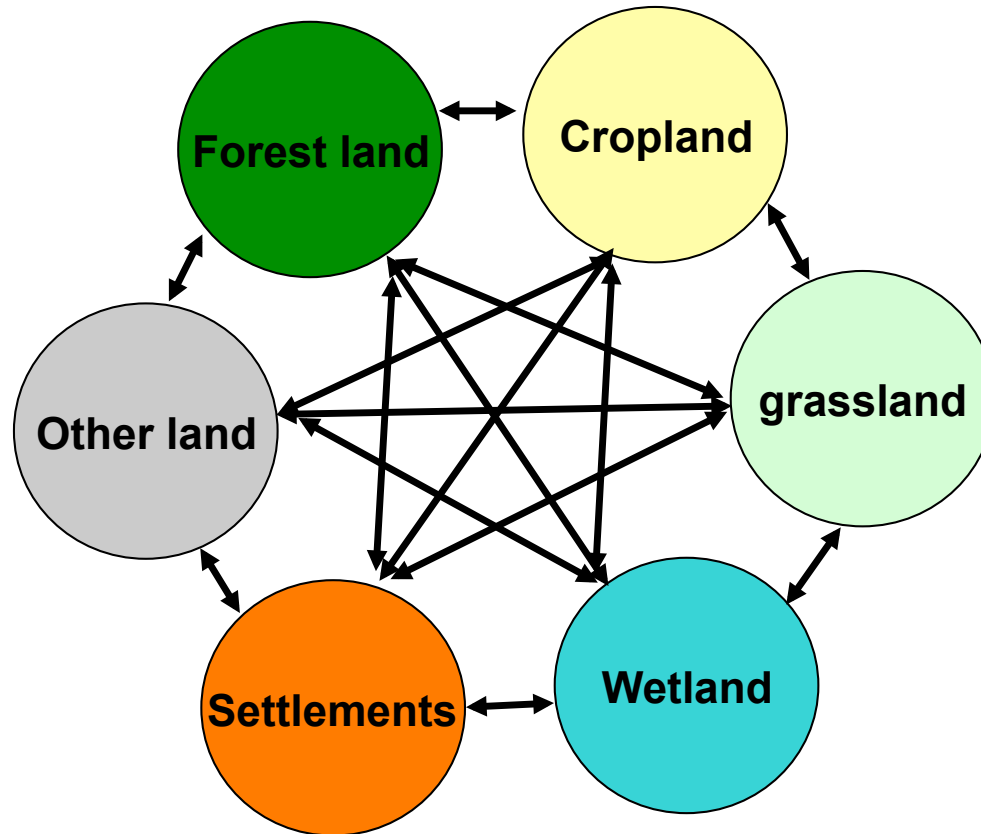 Forest land
Cropland
Other land
grassland
Settlements
Wetland